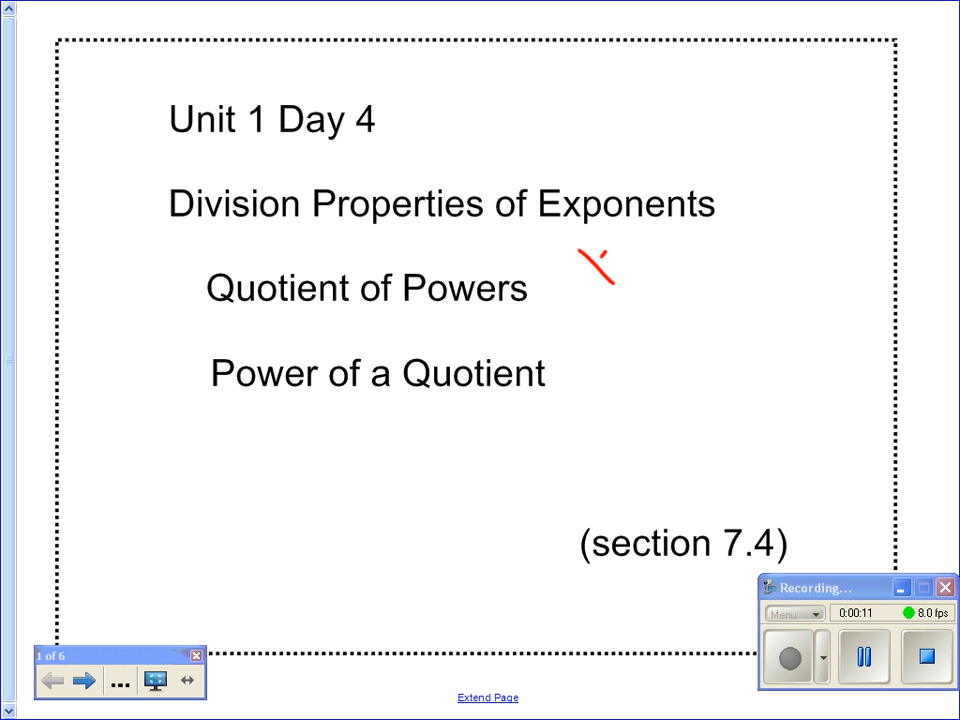 Unit 1 Day 4
Division Properties of Exponents
Quotient of Powers
Power of a Quotient
(section 7.4)
Recording...
Menu
0:00:11
8.0 fps
1 of 6
...
Extend Page